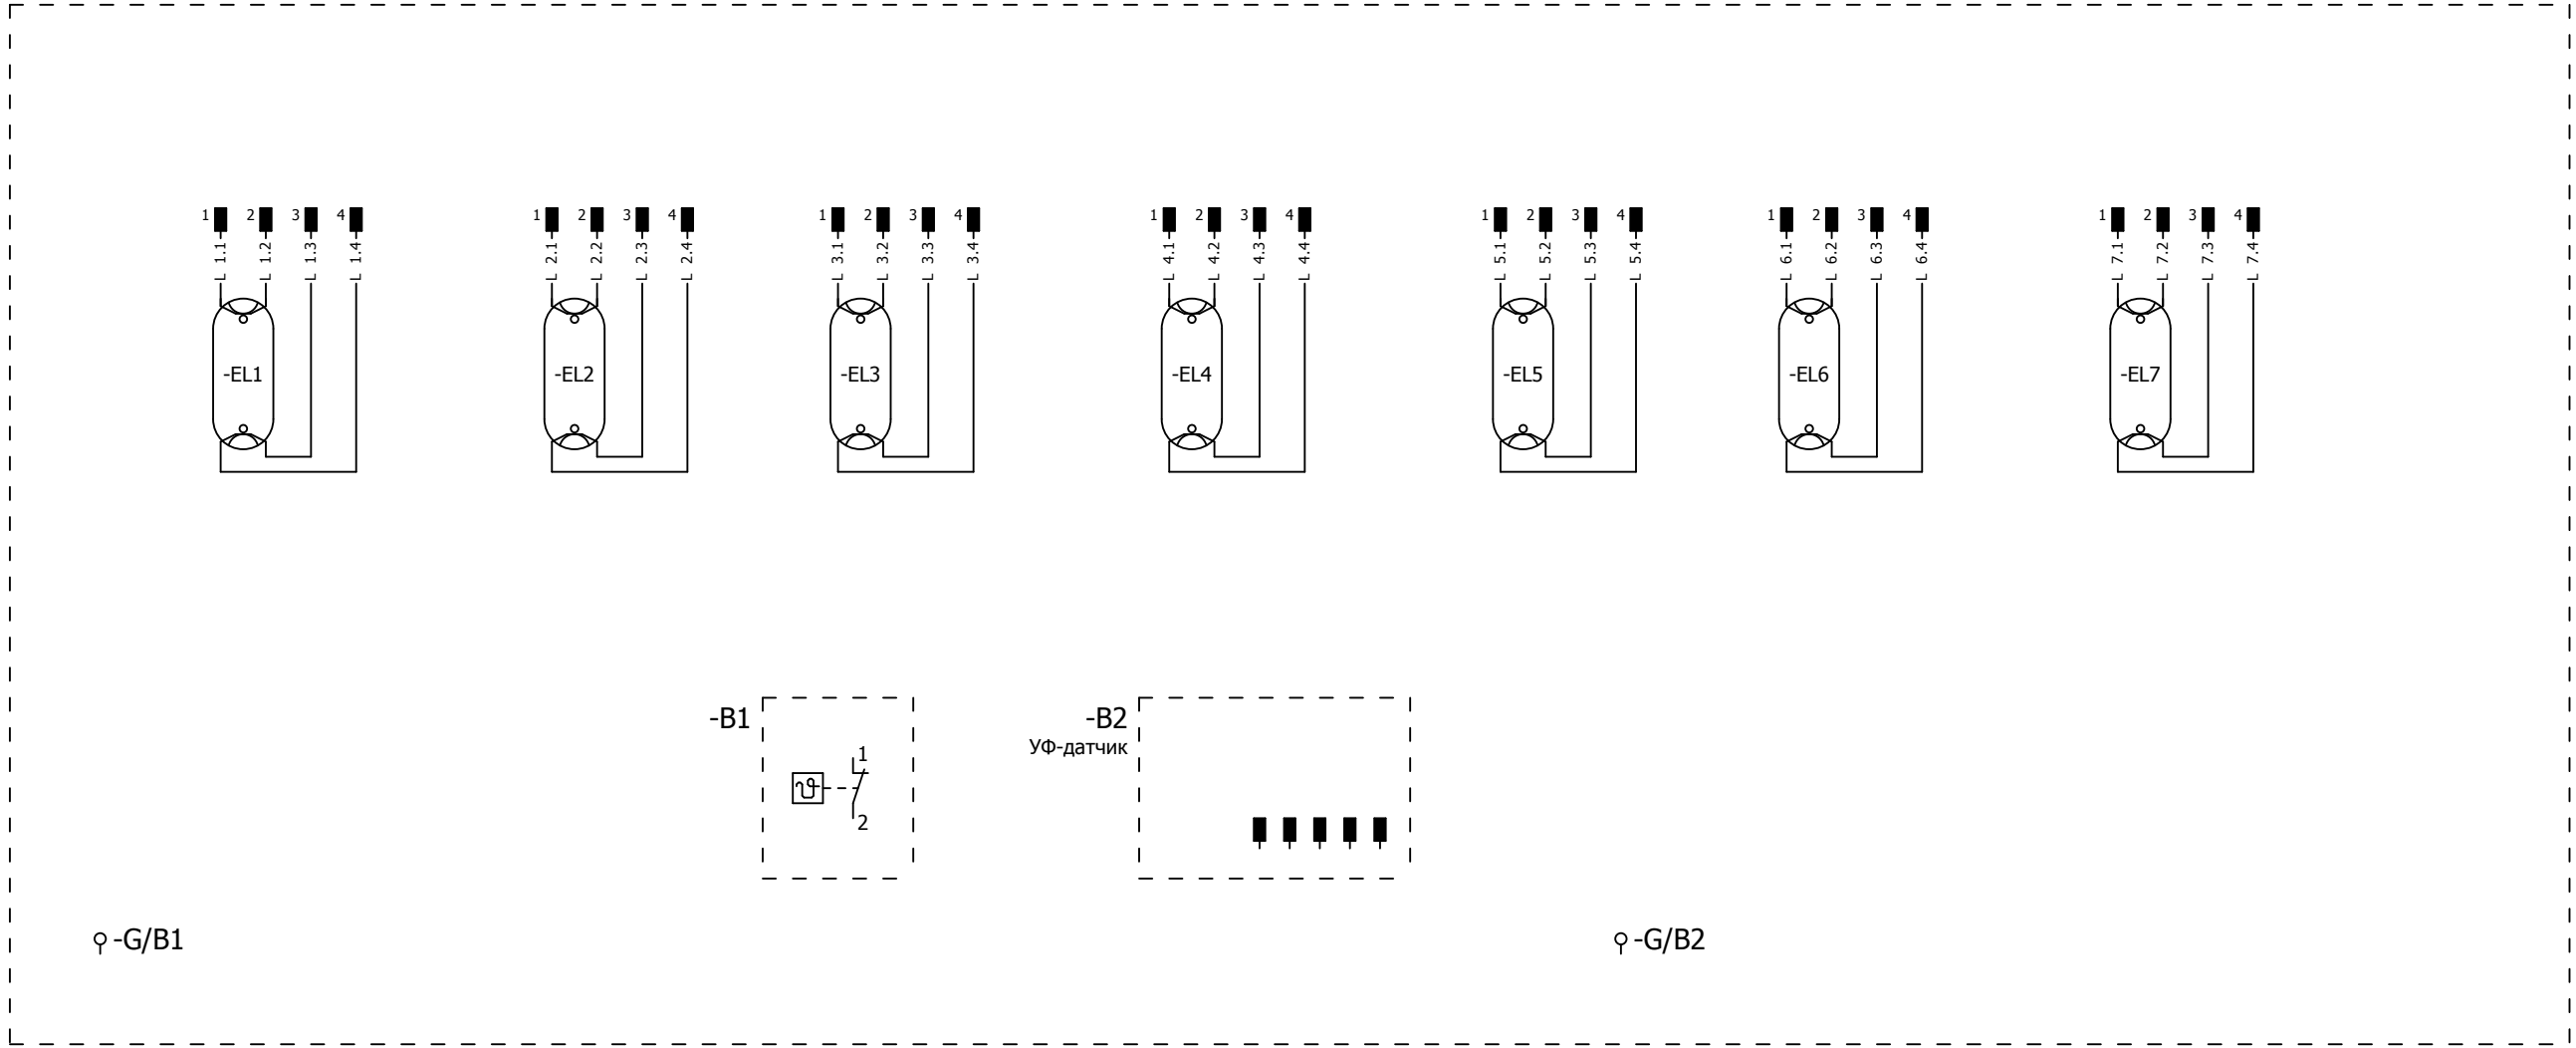 1 2 3 4 1 2 3 4 1 2 3 4 1 2 3 4 1 2 3 4 1 2 3 4 1 2 3 4
L 1.1 L 1.2 L 1.3 L 1.4 L 2.1 L 2.2 L 2.3 L 2.4 L 3.1 L 3.2 L 3.3 L 3.4 L 4.1 L 4.2 L 4.3 L 4.4 L 5.1 L 5.2 L 5.3 L 5.4 L 6.1 L 6.2 L 6.3 L 6.4 L 7.1 L 7.2 L 7.3 L 7.4
-EL1 -EL2 -EL3 -EL4 -EL5 -EL6 -EL7
-B1
1
ϑ
2
-B2
УФ-датчик
-G/B1 -G/B2